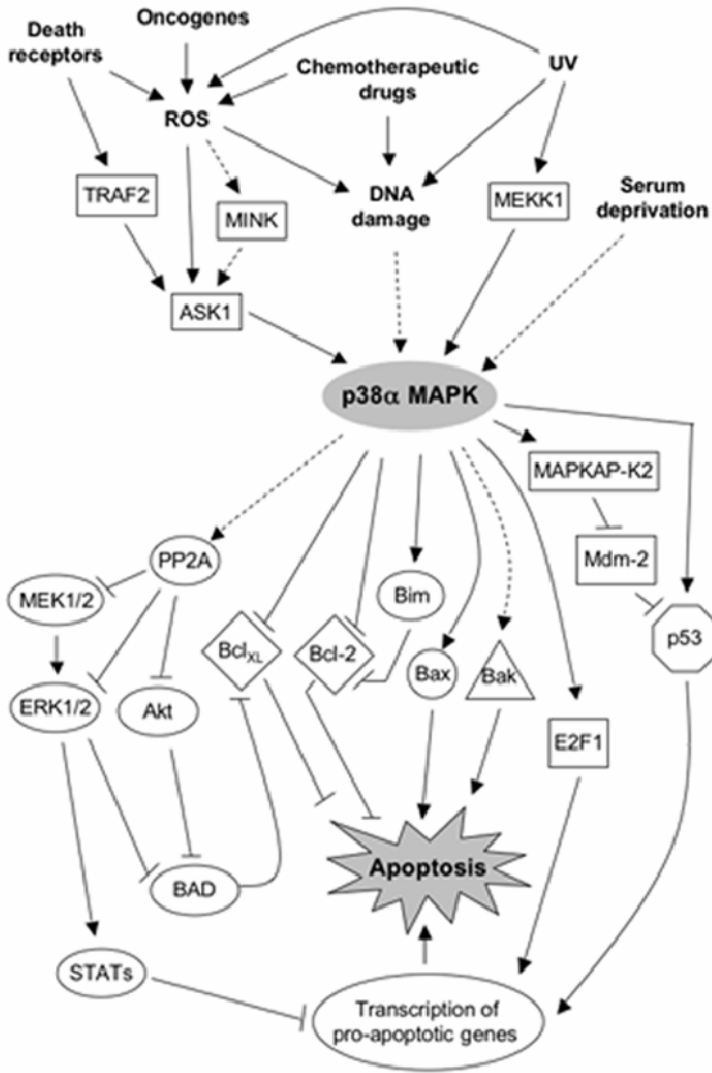 Oncogenes
Death
receptors
Chemotherapeutic
drugs
UV
ROS
TRAF2
MINK
DNA
damage
MEKK1
Serum
deprivation
ASK1
p38α MAPK
MAPKAP-K2
PP2A
Mdm-2
MEK1/2
Bim
p53
BclXL
Bcl-2
Bax
Bak
ERK1/2
Akt
E2F1
Apoptosis
BAD
STATs
Transcription of
pro-apoptotic genes